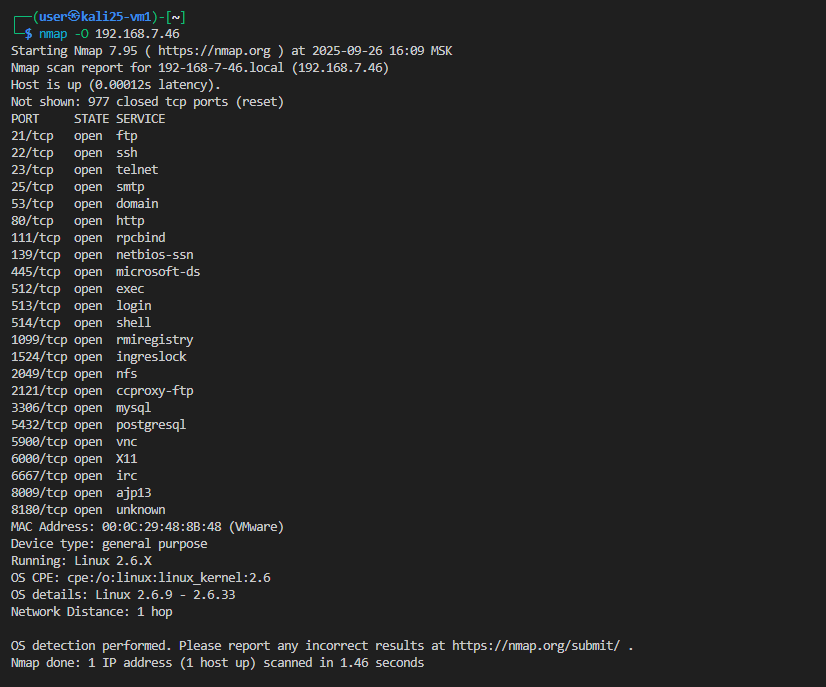 ┌──(user㉿kali25-vm1)-[~]
└─$ nmap -O 192.168.7.46
Starting Nmap 7.95 ( https://nmap.org ) at 2025-09-26 16:09 MSK
Nmap scan report for 192-168-7-46.local (192.168.7.46)
Host is up (0.00012s latency).
Not shown: 977 closed tcp ports (reset)
PORT     STATE SERVICE
21/tcp   open  ftp
22/tcp   open  ssh
23/tcp   open  telnet
25/tcp   open  smtp
53/tcp   open  domain
80/tcp   open  http
111/tcp  open  rpcbind
139/tcp  open  netbios-ssn
445/tcp  open  microsoft-ds
512/tcp  open  exec
513/tcp  open  login
514/tcp  open  shell
1099/tcp open  rmiregistry
1524/tcp open  ingreslock
2049/tcp open  nfs
2121/tcp open  ccproxy-ftp
3306/tcp open  mysql
5432/tcp open  postgresql
5900/tcp open  vnc
6000/tcp open  X11
6667/tcp open  irc
8009/tcp open  ajp13
8180/tcp open  unknown
MAC Address: 00:0C:29:48:8B:48 (VMware)
Device type: general purpose
Running: Linux 2.6.X
OS CPE: cpe:/o:linux:linux_kernel:2.6
OS details: Linux 2.6.9 - 2.6.33
Network Distance: 1 hop

OS detection performed. Please report any incorrect results at https://nmap.org/submit/ .
Nmap done: 1 IP address (1 host up) scanned in 1.46 seconds